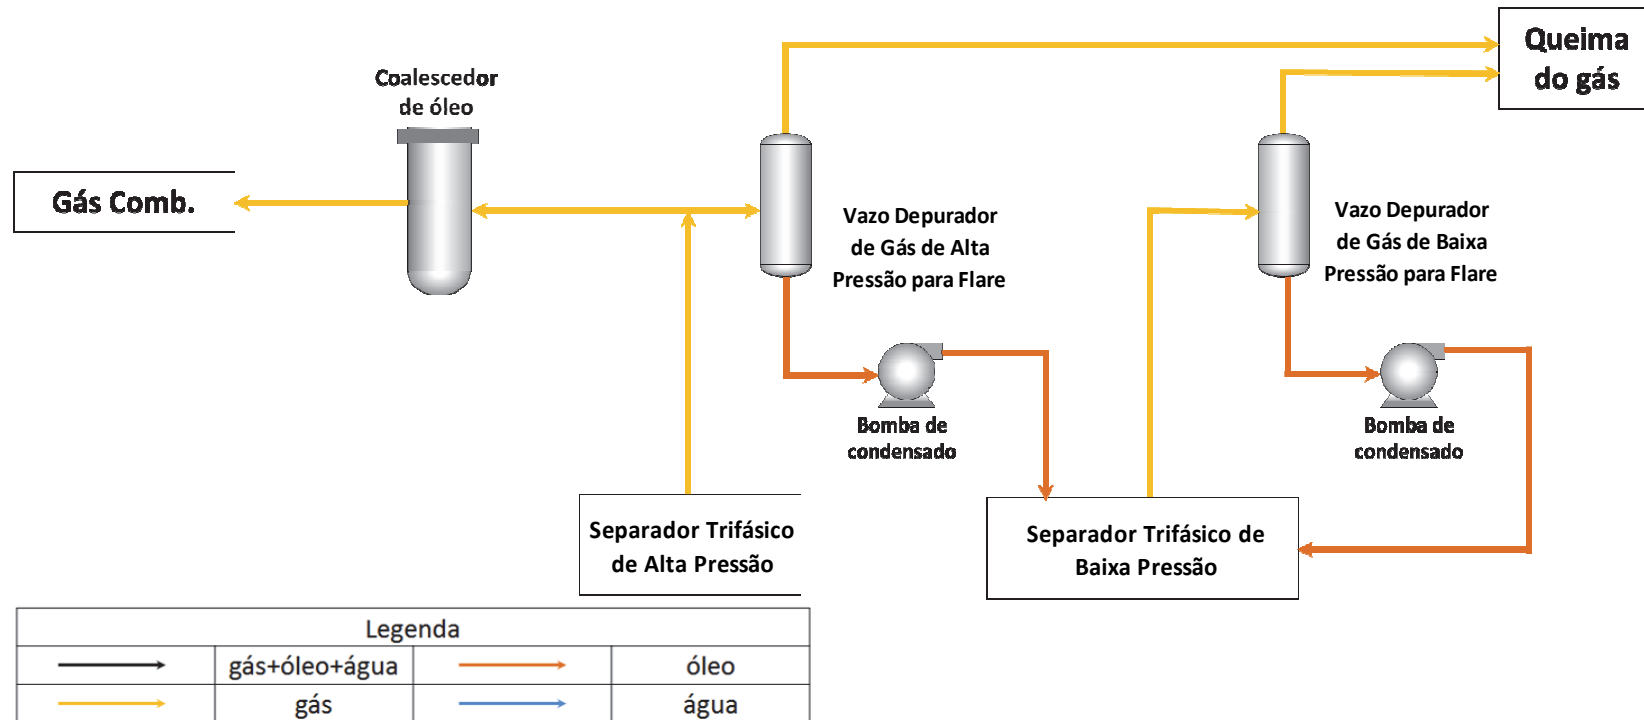 Queima
do gás
Coalescedor
de óleo
Gás Comb.
Vazo Depurador
de Gás de Alta
Pressão para Flare
Vazo Depurador
de Gás de Baixa
Pressão para Flare
Bomba de
condensado
Bomba de
condensado
Separador Trifásico
de Alta Pressão
Separador Trifásico de
Baixa Pressão
Legenda
gás+óleo+água
óleo
gás
água